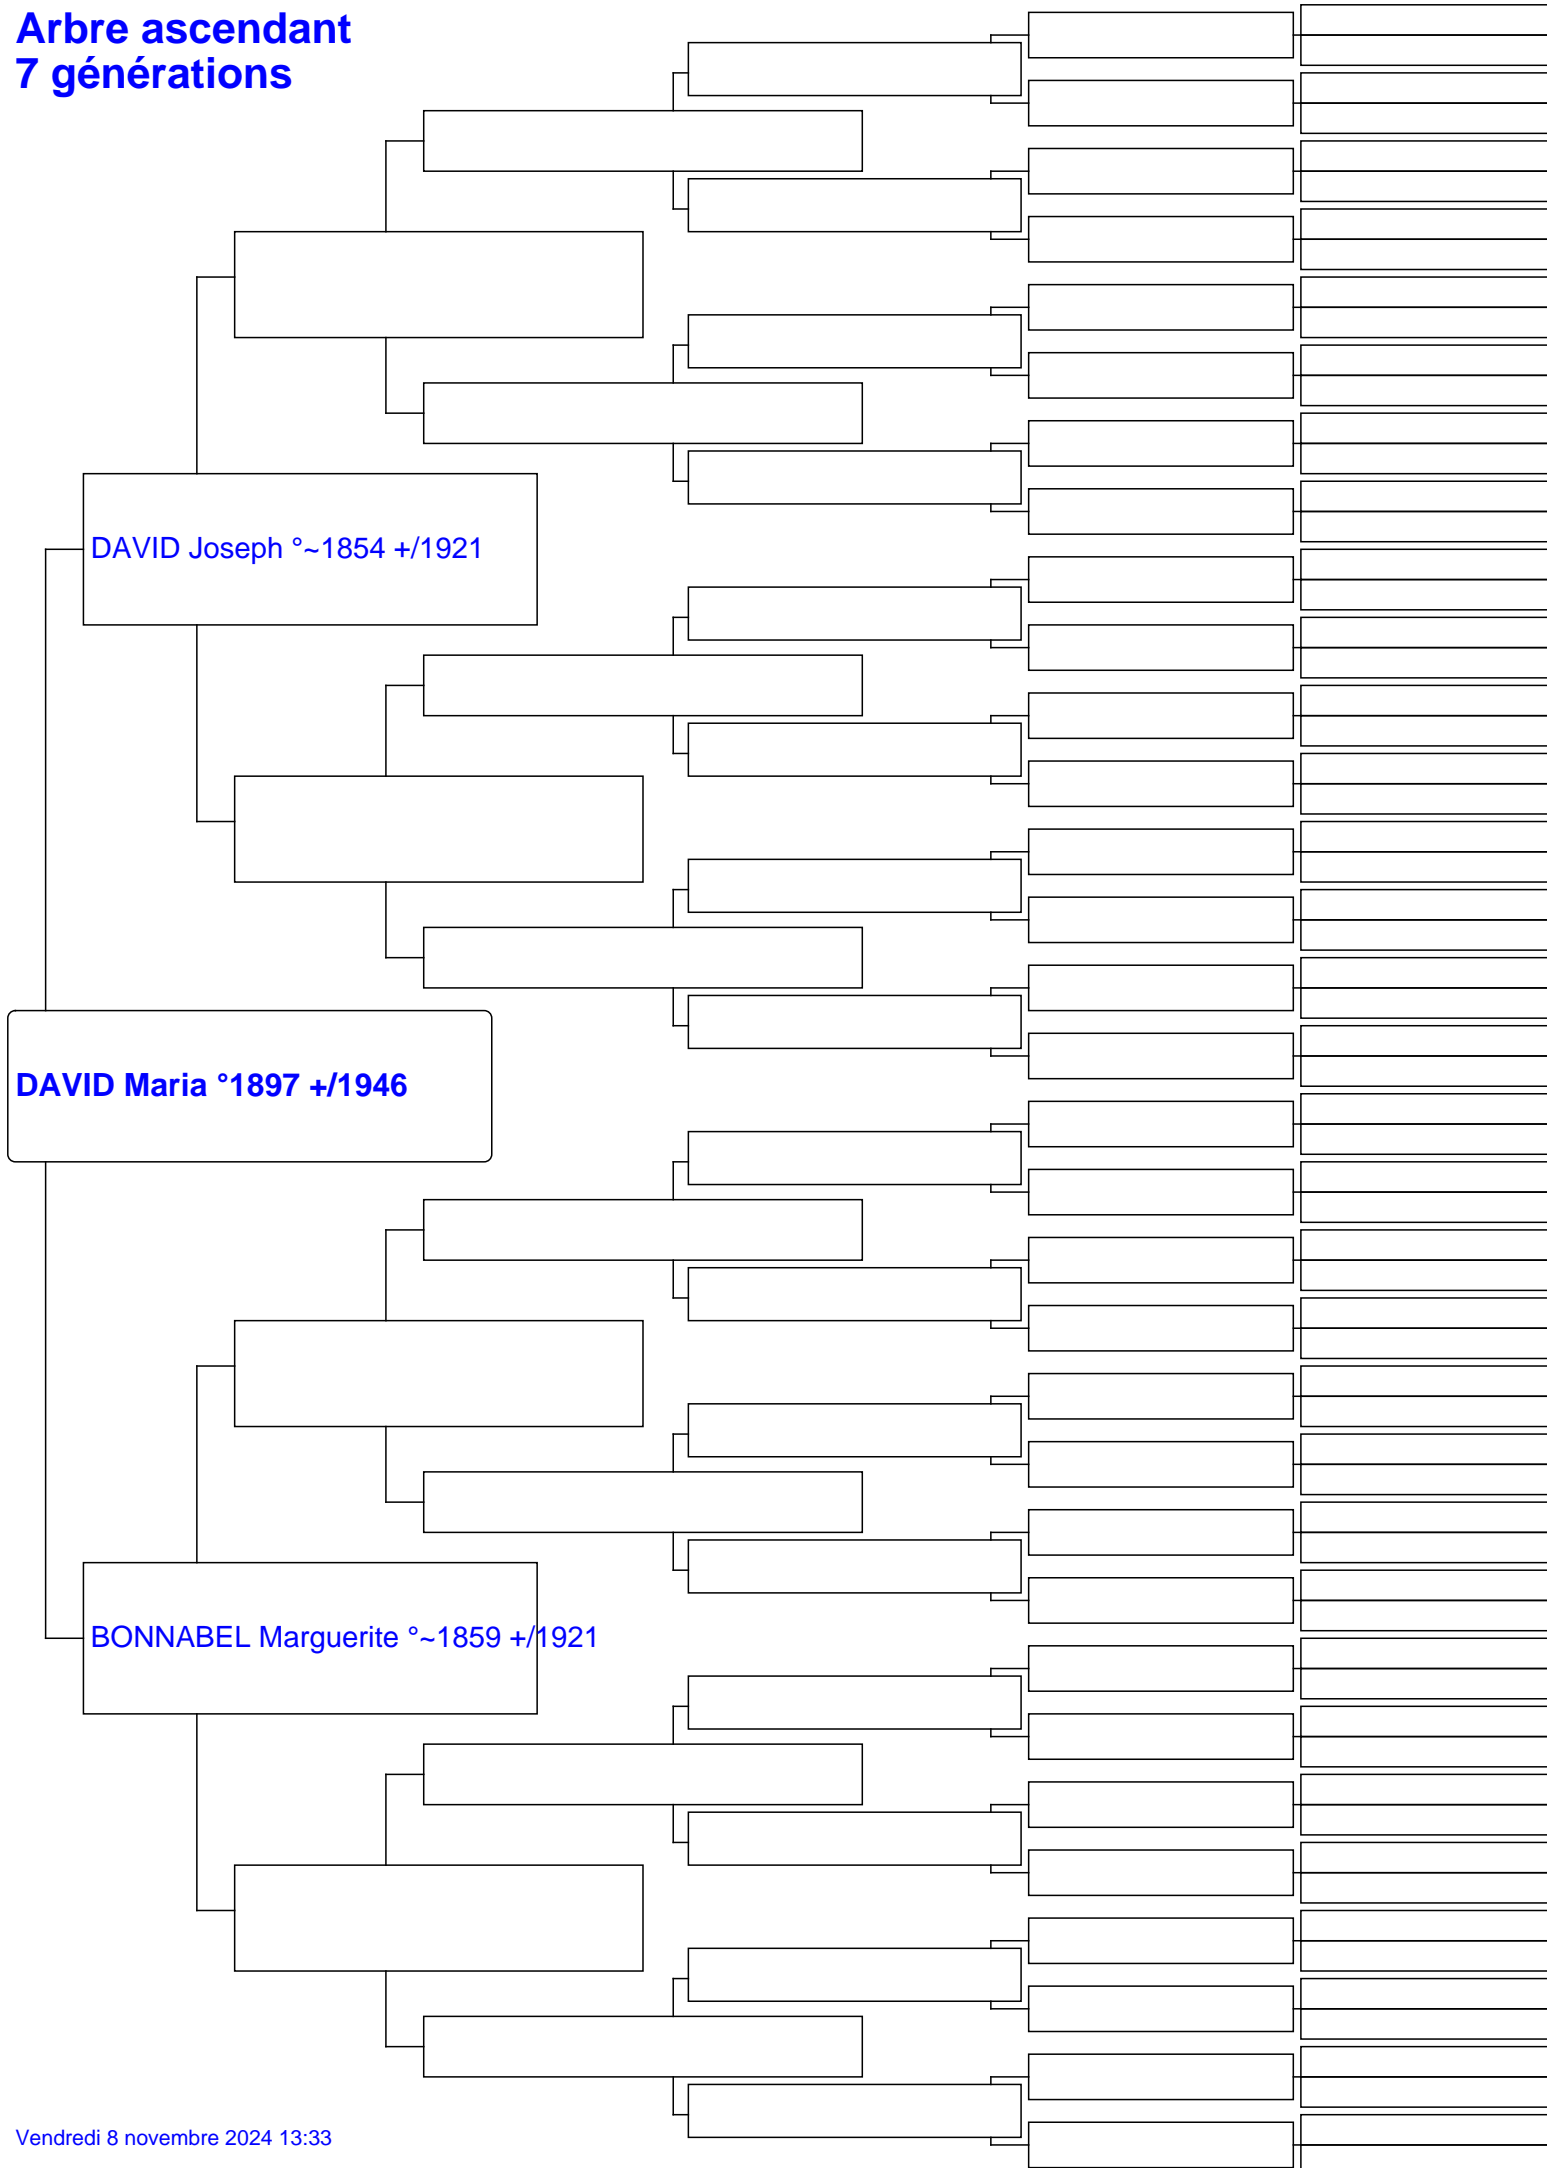 Arbre ascendant
7 générations
DAVID Joseph °~1854 +/1921
DAVID Maria °1897 +/1946
BONNABEL Marguerite °~1859 +/1921
Vendredi 8 novembre 2024 13:33